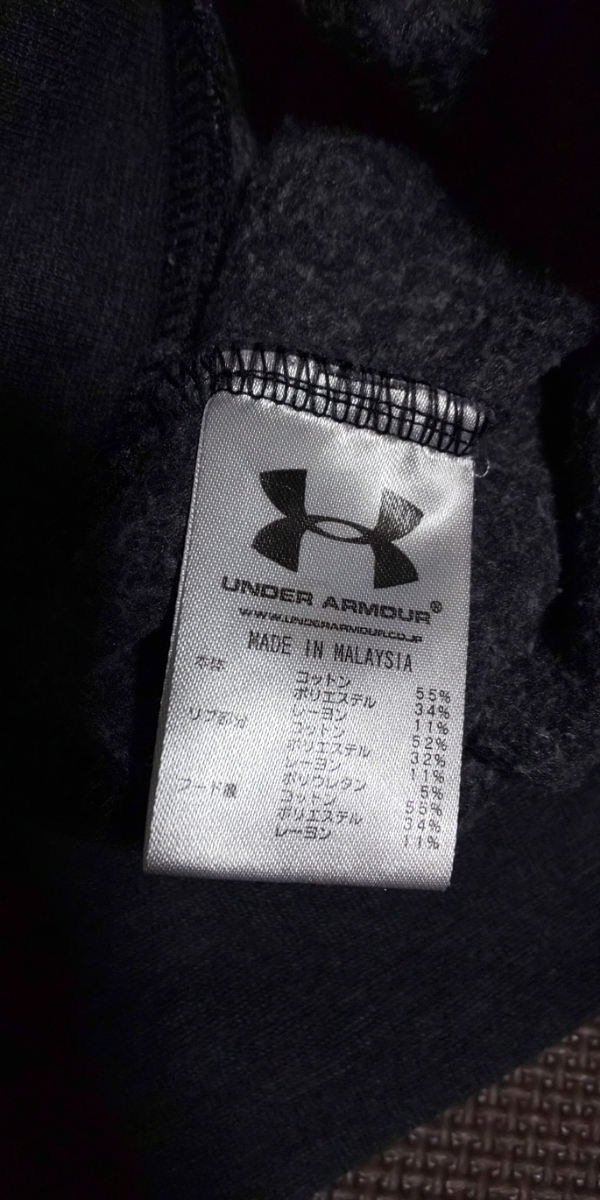 UNDER ARMOUR®
WWW.UNDERARMOUR.CO.JP
MADE IN MALAYSIA
本体 コットン 55%
ポリエステル 34%
レーヨン 11%
リブ部分 コットン 52%
ポリエステル 32%
レーヨン 11%
ポリウレタン 5%
フード裏 コットン 55%
ポリエステル 34%
レーヨン 11%